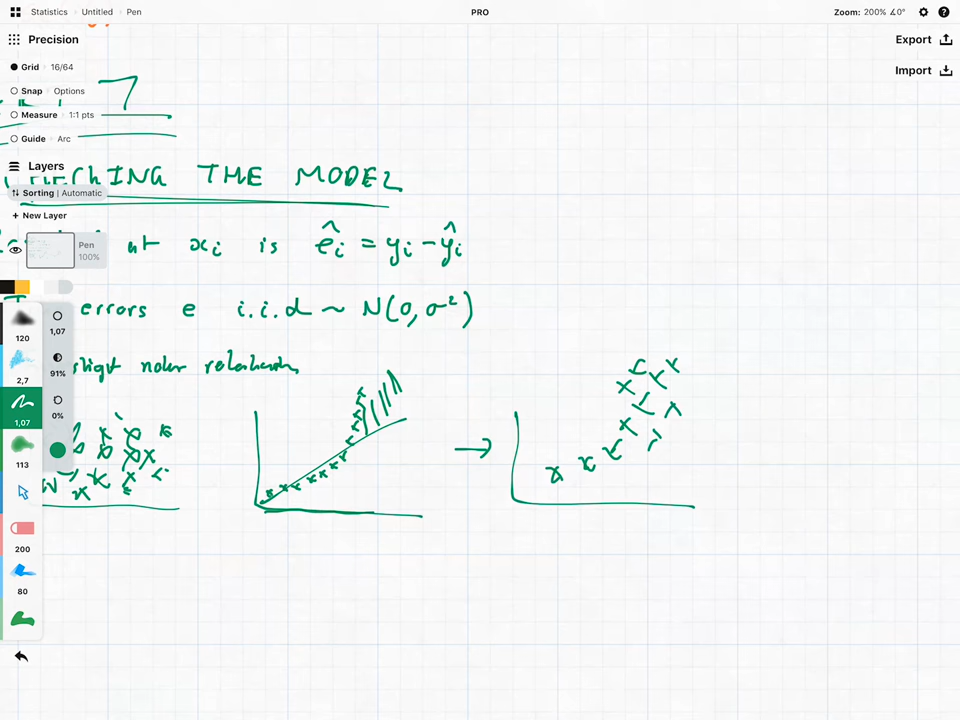 Statistics Untitled Pen
PRO
Zoom: 200% ∡0°
Precision
Export
Grid 16/64
Import
Snap Options
Measure 1:1 pts
Guide Arc
7
Layers
CHECKING THE MODEL
Sorting | Automatic
+ New Layer
Pen
100%
at xᵢ is êᵢ = yᵢ - ŷᵢ
errors e i.i.d ~ N(0, σ²)
120
1,07
91%
2,7
0%
1,07
113
200
80